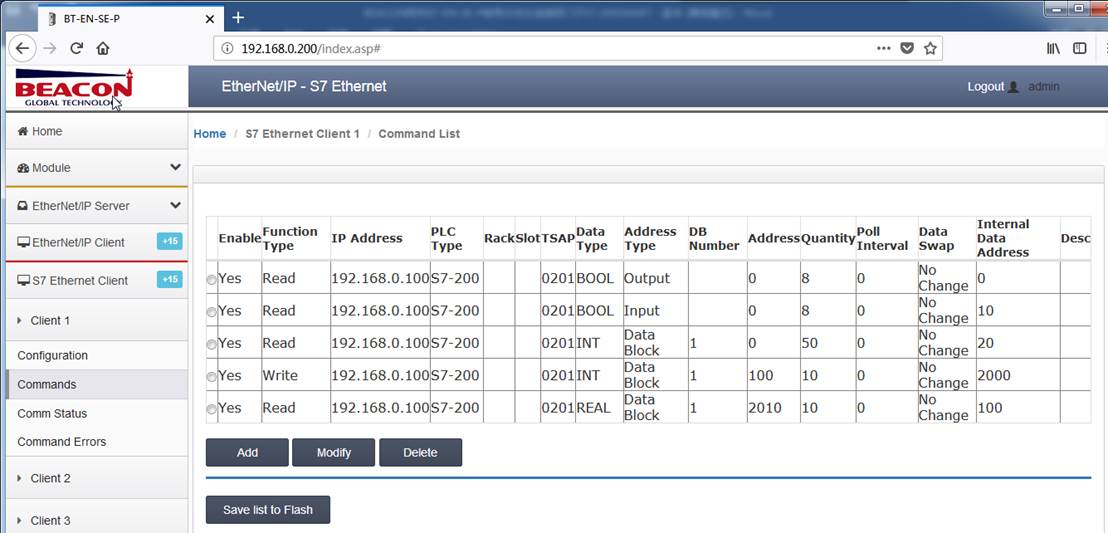 BT-EN-SE-P
192.168.0.200/index.asp#
BEACON
GLOBAL TECHNOLOGY
EtherNet/IP - S7 Ethernet
Logout admin
Home
Module
EtherNet/IP Server
EtherNet/IP Client +15
S7 Ethernet Client +15
Client 1
Configuration
Commands
Comm Status
Command Errors
Client 2
Client 3
Home / S7 Ethernet Client 1 / Command List
Enable Function Type IP Address PLC Type Rack Slot TSAP Data Type Address Type DB Number Address Quantity Poll Interval Data Swap Internal Data Address Desc
Yes Read 192.168.0.100 S7-200 0201 BOOL Output 0 8 0 No Change 0
Yes Read 192.168.0.100 S7-200 0201 BOOL Input 0 8 0 No Change 10
Yes Read 192.168.0.100 S7-200 0201 INT Data Block 1 0 50 0 No Change 20
Yes Write 192.168.0.100 S7-200 0201 INT Data Block 1 100 10 0 No Change 2000
Yes Read 192.168.0.100 S7-200 0201 REAL Data Block 1 2010 10 0 No Change 100
Add Modify Delete
Save list to Flash